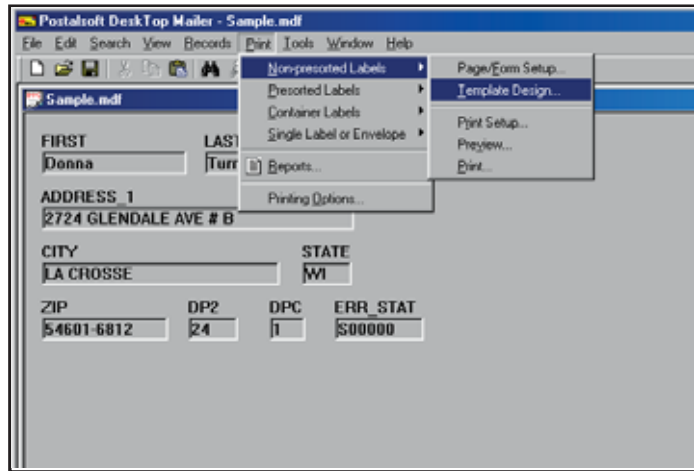 Postalsoft DeskTop Mailer - Sample.mdf
File Edit Search View Records Print Tools Window Help
Non-presorted Labels
Presorted Labels
Container Labels
Single Label or Envelope
Reports...
Printing Options...
Page/Form Setup...
Template Design...
Print Setup...
Preview...
Print...
Sample.mdf
FIRST LAS
Donna Turr
ADDRESS_1
2724 GLENDALE AVE # B
CITY STATE
LA CROSSE WI
ZIP DP2 DPC ERR_STAT
54601-6812 24 1 S00000